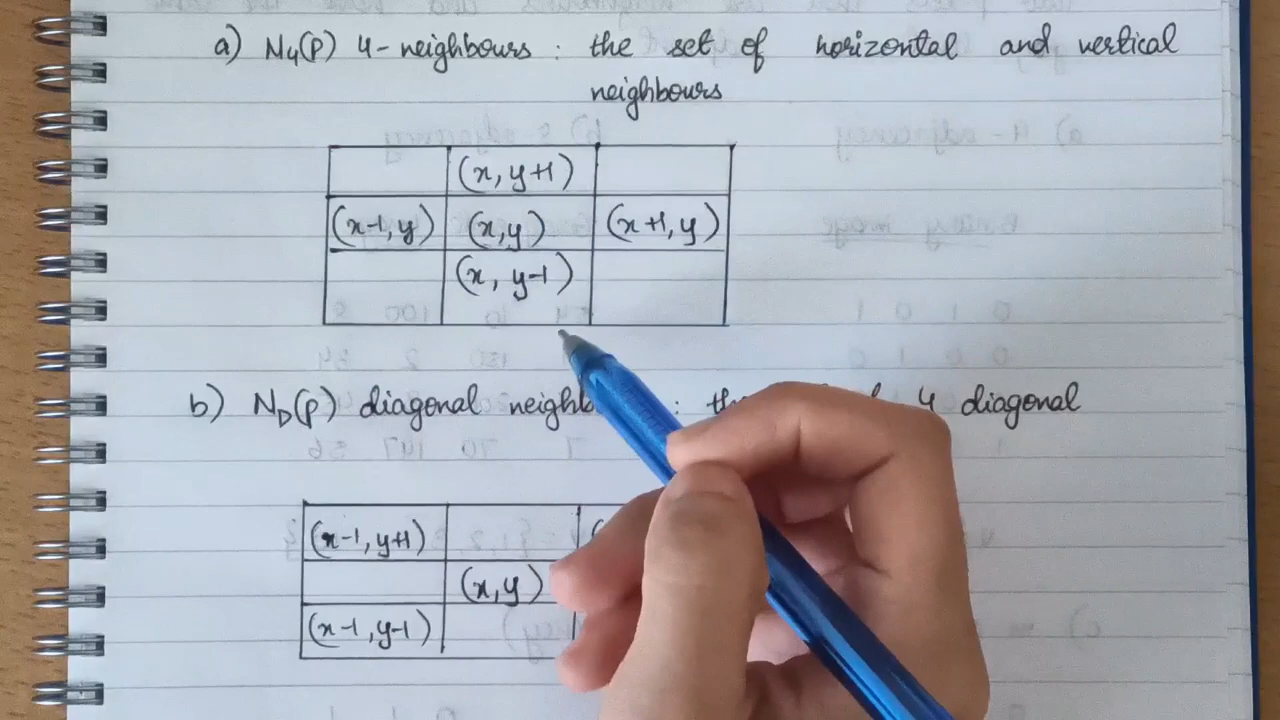 a) N4(p) 4-neighbours : the set of horizontal and vertical
neighbours
(x, y+1)
(x-1, y) (x,y) (x+1, y)
(x, y-1)
b) ND(p) diagonal : 4 diagonal
(x-1, y+1)
(x,y)
(x-1, y-1)